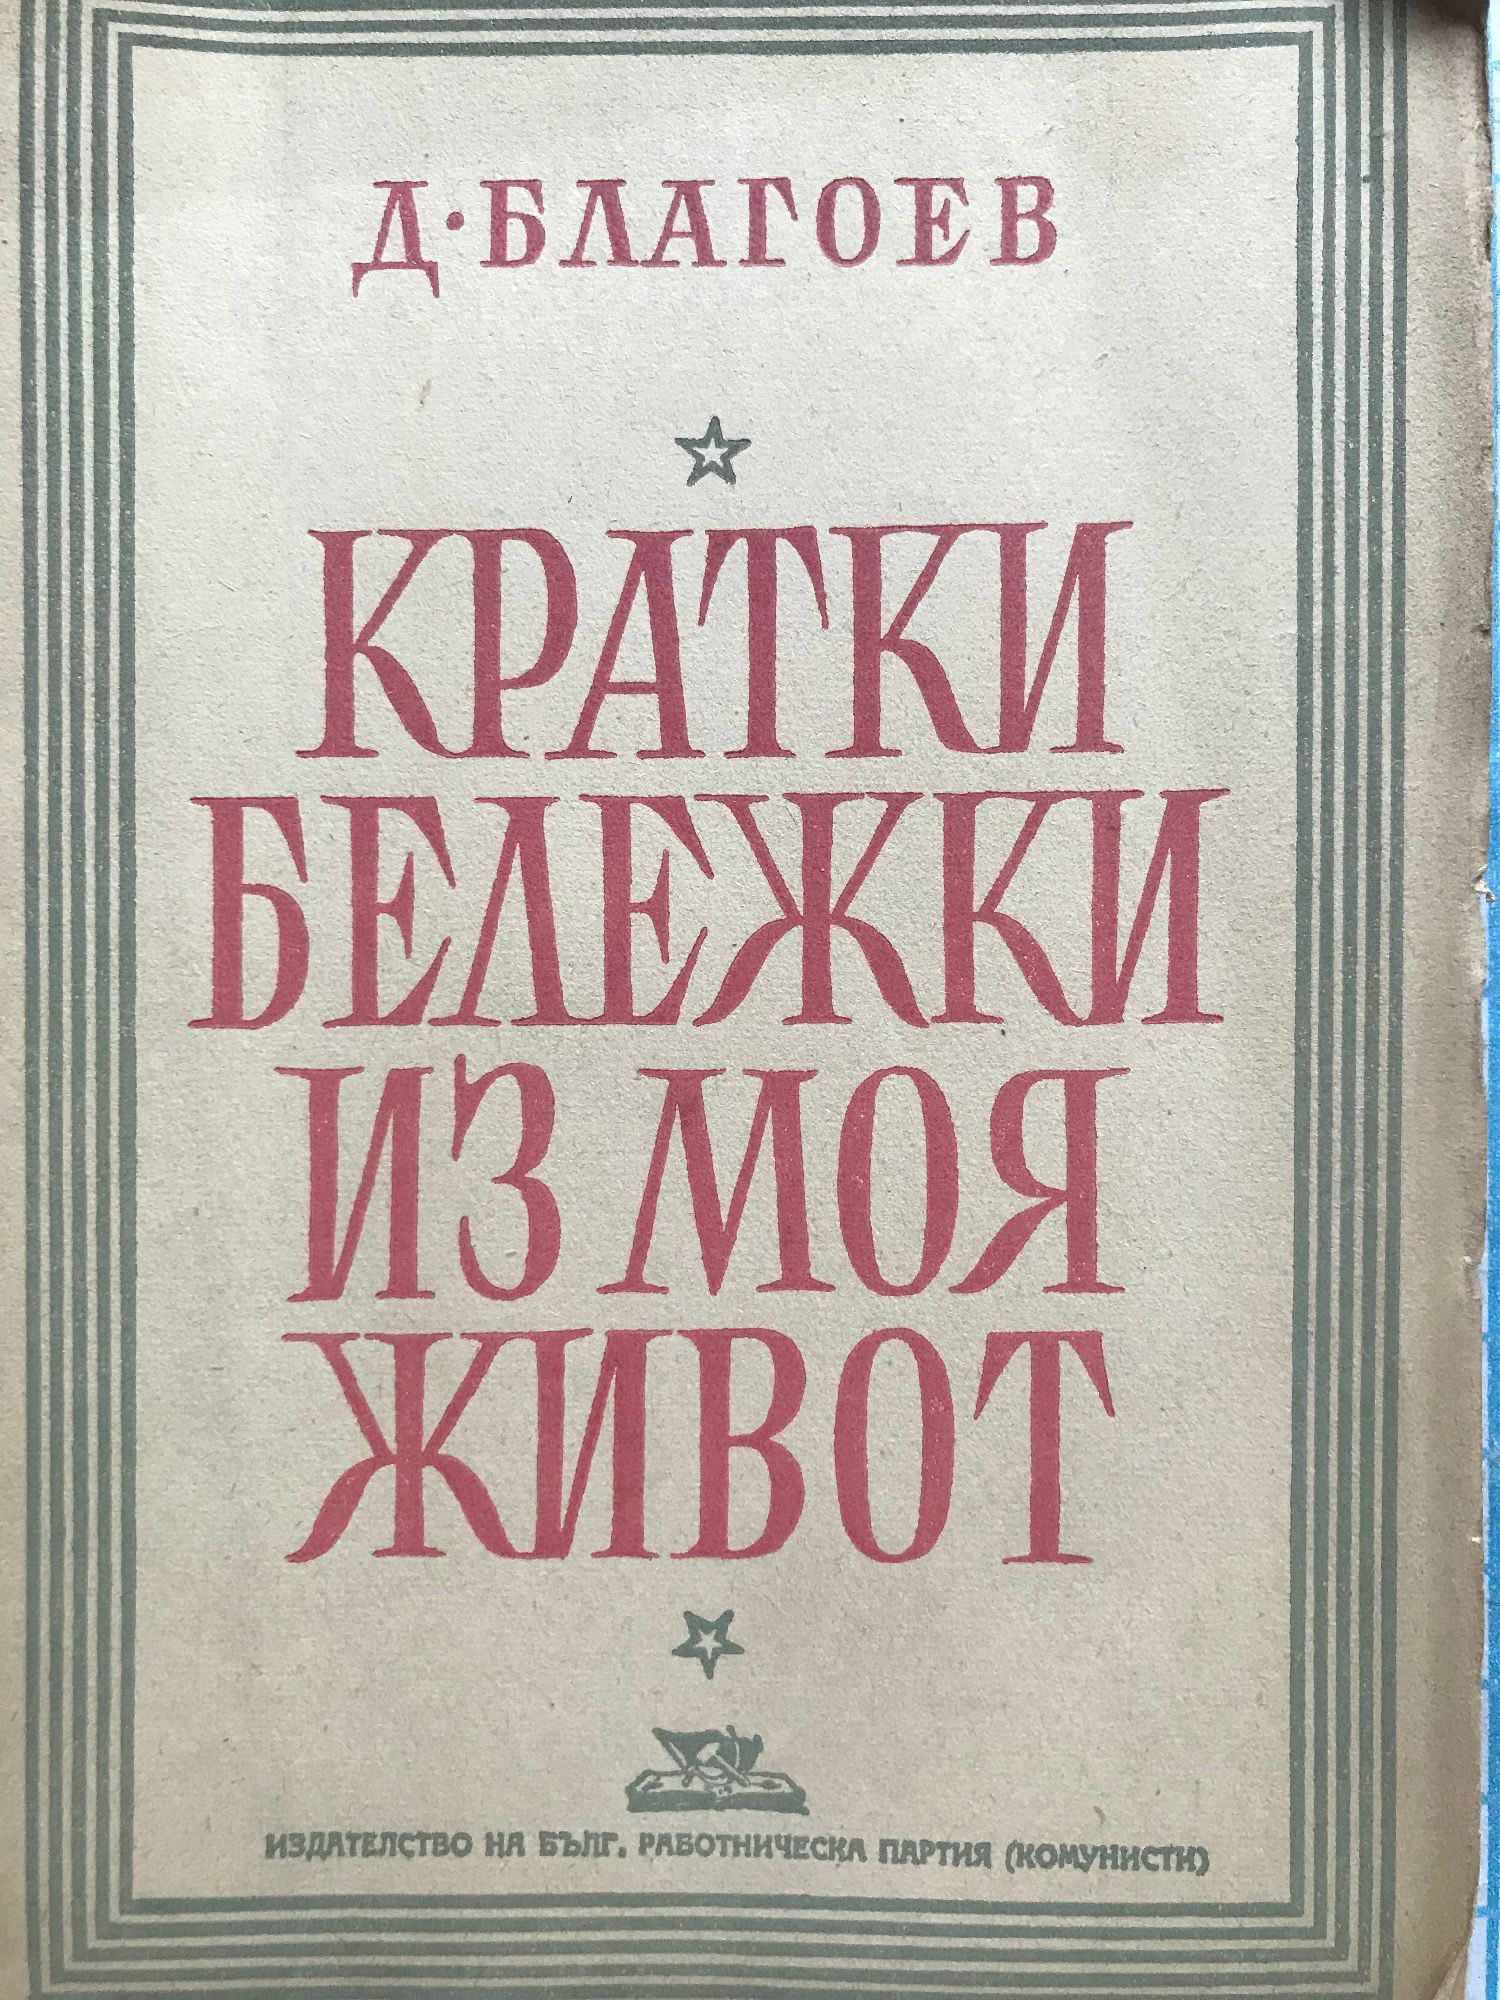 Д. БЛАГОЕВ
КРАТКИ
БЕЛЕЖКИ
ИЗ МОЯ
ЖИВОТ
ИЗДАТЕЛСТВО НА БЪЛГ. РАБОТНИЧЕСКА ПАРТИЯ (КОМУНИСТИ)